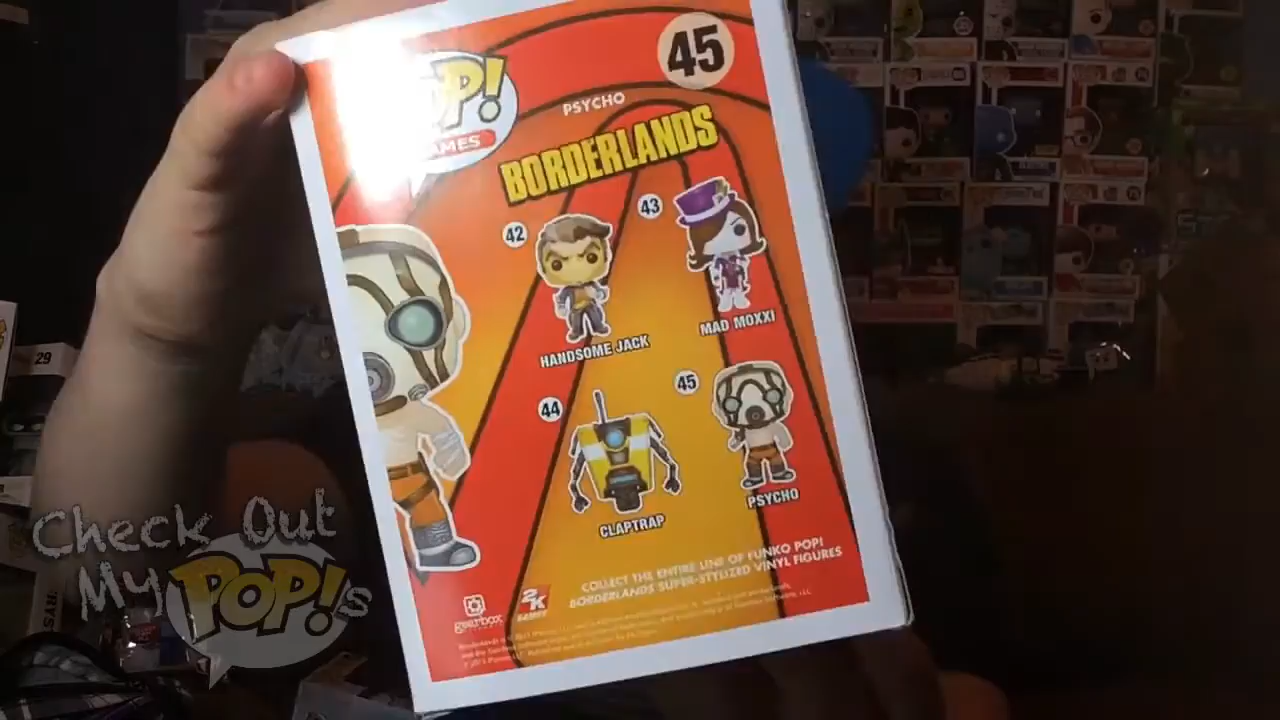 POP!
45
PSYCHO
BORDERLANDS
42
43
HANDSOME JACK
MAD MOXXI
44
45
CLAPTRAP
PSYCHO
COLLECT THE ENTIRE LINE OF FUNKO POP!
BORDERLANDS SUPER-STYLIZED VINYL FIGURES
gearbox
2K
GAMES
29
Check Out
My POP!s